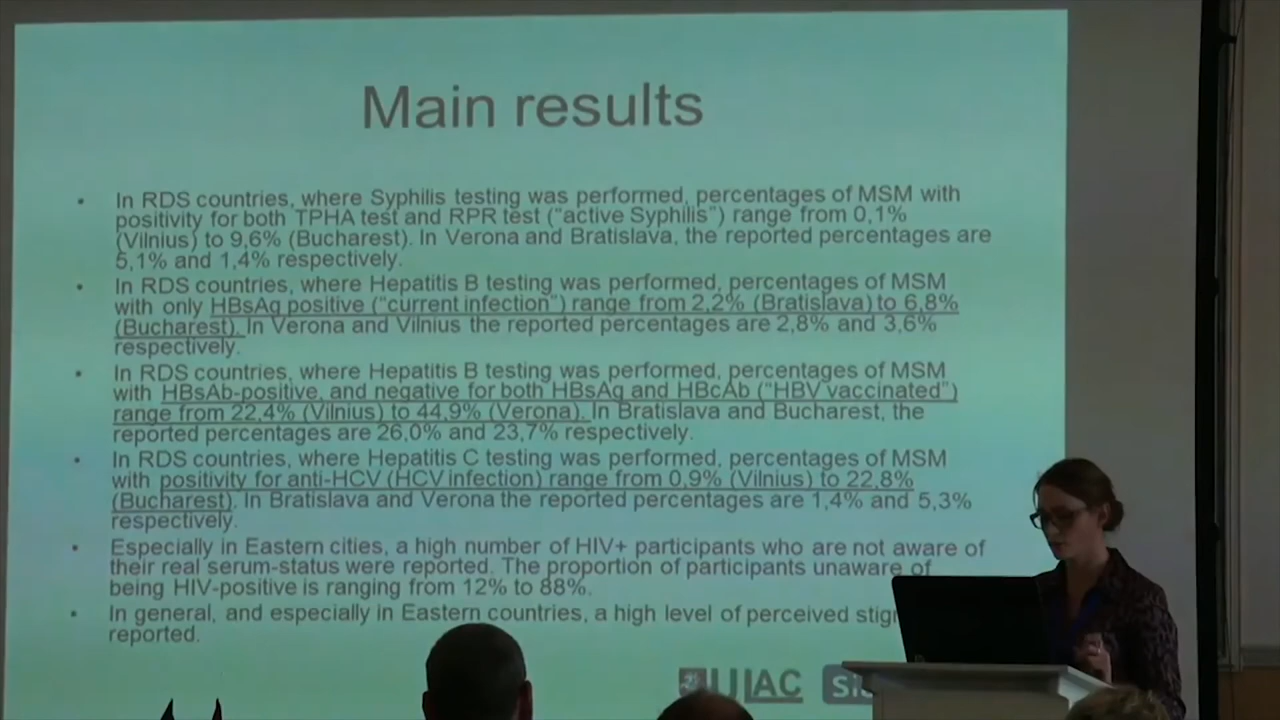 Main results
• In RDS countries, where Syphilis testing was performed, percentages of MSM with
positivity for both TPHA test and RPR test ("active Syphilis") range from 0,1%
(Vilnius) to 9,6% (Bucharest). In Verona and Bratislava, the reported percentages are
5,1% and 1,4% respectively.
• In RDS countries, where Hepatitis B testing was performed, percentages of MSM
with only HBsAg positive ("current infection") range from 2,2% (Bratislava) to 6,8%
(Bucharest). In Verona and Vilnius the reported percentages are 2,8% and 3,6%
respectively.
• In RDS countries, where Hepatitis B testing was performed, percentages of MSM
with HBsAb-positive, and negative for both HBsAg and HBcAb ("HBV vaccinated")
range from 22,4% (Vilnius) to 44,9% (Verona). In Bratislava and Bucharest, the
reported percentages are 26,0% and 23,7% respectively.
• In RDS countries, where Hepatitis C testing was performed, percentages of MSM
with positivity for anti-HCV (HCV infection) range from 0,9% (Vilnius) to 22,8%
(Bucharest). In Bratislava and Verona the reported percentages are 1,4% and 5,3%
respectively.
• Especially in Eastern cities, a high number of HIV+ participants who are not aware of
their real serum-status were reported. The proportion of participants unaware of
being HIV-positive is ranging from 12% to 88%.
• In general, and especially in Eastern countries, a high level of perceived
reported.